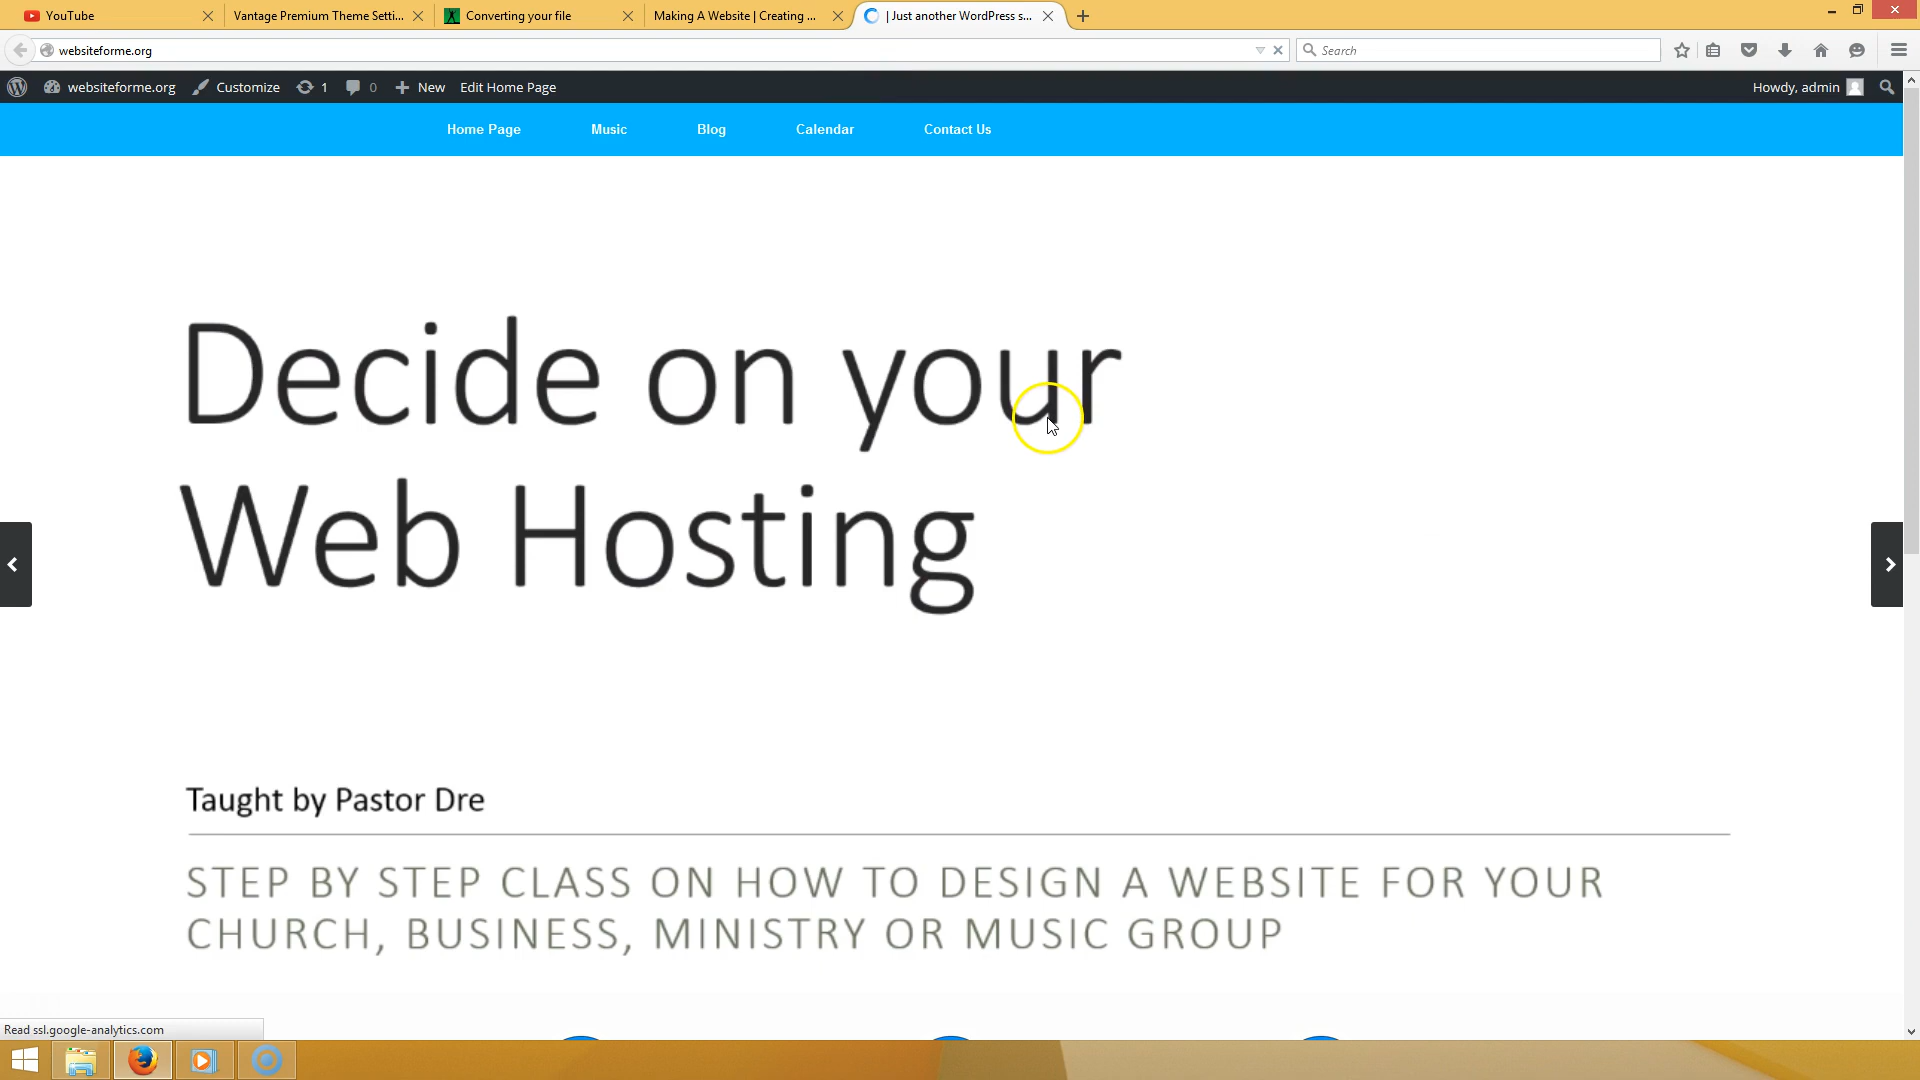 YouTube
Vantage Premium Theme Setti...
Converting your file
Making A Website | Creating ...
| Just another WordPress s...
websiteforme.org
Search
websiteforme.org
Customize
1
0
New
Edit Home Page
Howdy, admin
Home Page
Music
Blog
Calendar
Contact Us
Decide on your
Web Hosting
Taught by Pastor Dre
STEP BY STEP CLASS ON HOW TO DESIGN A WEBSITE FOR YOUR
CHURCH, BUSINESS, MINISTRY OR MUSIC GROUP
Read ssl.google-analytics.com